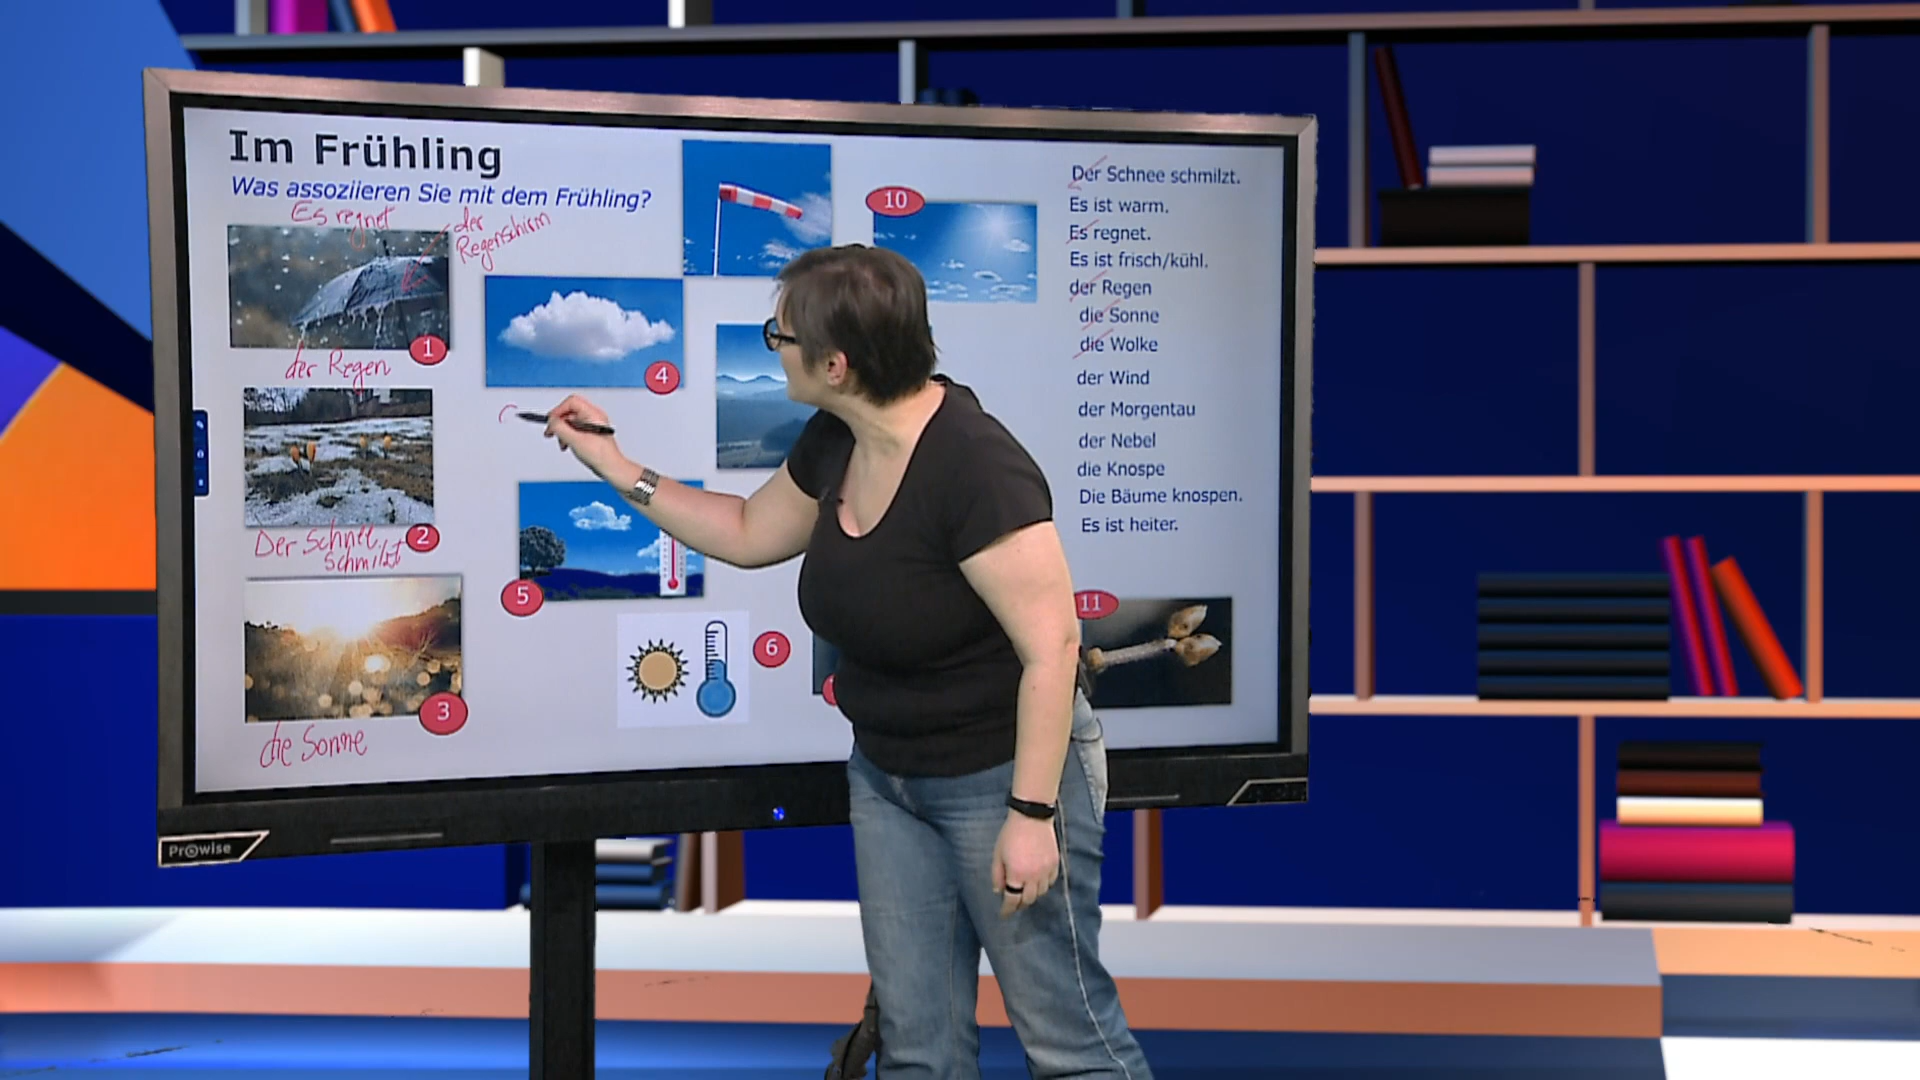 Im Frühling
Was assoziieren Sie mit dem Frühling?
Es regnet
der
Regenschirm
1
der Regen
2
Der Schnee
schmilzt
3
die Sonne
4
5
6
10
Der Schnee schmilzt.
Es ist warm.
Es regnet.
Es ist frisch/kühl.
der Regen
die Sonne
die Wolke
der Wind
der Morgentau
der Nebel
die Knospe
Die Bäume knospen.
Es ist heiter.
11
Prowise